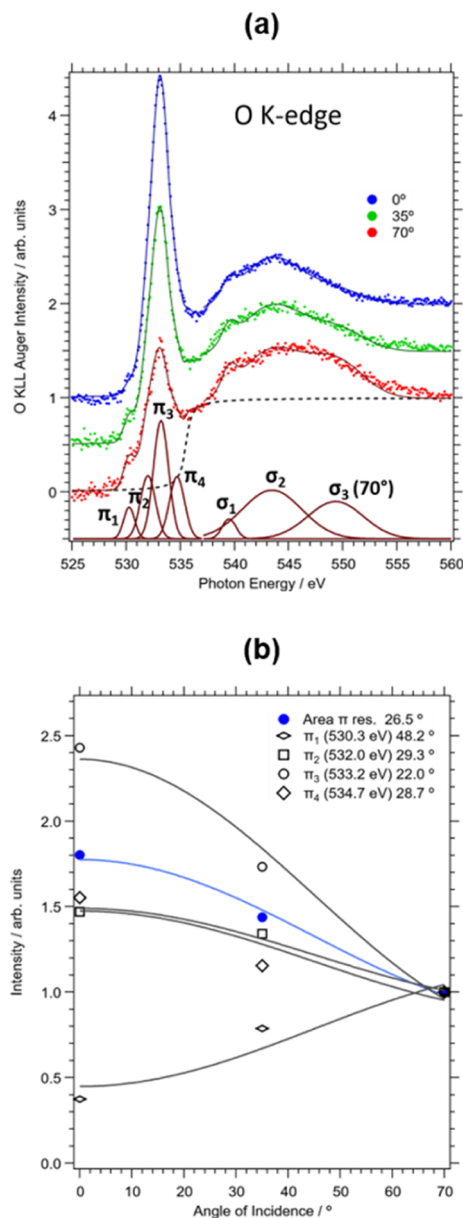 (a)
O K-edge
0º
35º
70º
O KLL Auger Intensity / arb. units
4
3
2
1
0
π1
π2
π3
π4
σ1
σ2
σ3 (70°)
525 530 535 540 545 550 555 560
Photon Energy / eV
(b)
Area π res. 26.5 º
π1 (530.3 eV) 48.2 º
π2 (532.0 eV) 29.3 º
π3 (533.2 eV) 22.0 º
π4 (534.7 eV) 28.7 º
Intensity / arb. units
2.5
2.0
1.5
1.0
0.5
0.0
0 10 20 30 40 50 60 70
Angle of Incidence / º